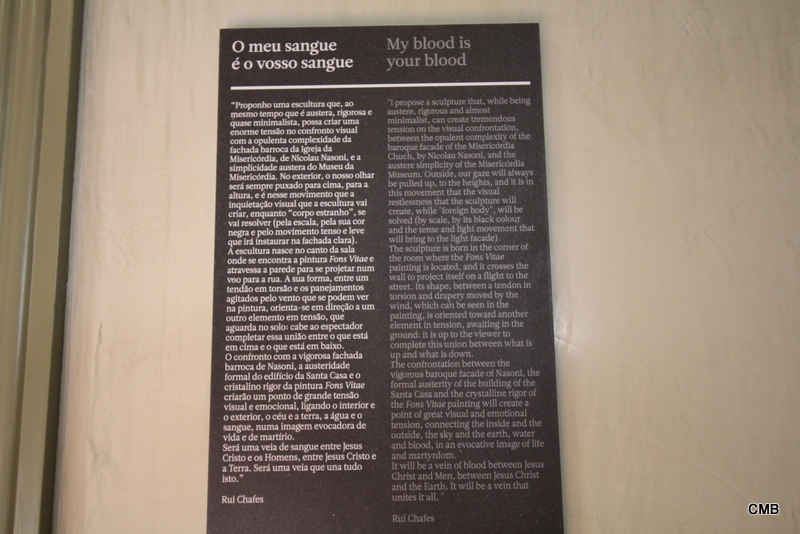 O meu sangue
é o vosso sangue
“Proponho uma escultura que, ao
mesmo tempo que é austera, rigorosa e
quase minimalista, possa criar uma
enorme tensão no confronto visual
com a opulenta complexidade da
fachada barroca da Igreja da
Misericórdia, de Nicolau Nasoni, e a
simplicidade austera do Museu da
Misericórdia. No exterior, o nosso olhar
será sempre puxado para cima, para a
altura, e é nesse movimento que a
inquietação visual que a escultura vai
criar, enquanto “corpo estranho”, se
vai resolver (pela escala, pela sua cor
negra e pelo movimento tenso e leve
que irá instaurar na fachada clara).
A escultura nasce no canto da sala
onde se encontra a pintura Fons Vitae e
atravessa a parede para se projetar num
voo para a rua. A sua forma, entre um
tendão em torsão e os panejamentos
agitados pelo vento que se podem ver
na pintura, orienta-se em direção a um
outro elemento em tensão, que
aguarda no solo: cabe ao espectador
completar essa união entre o que está
em cima e o que está em baixo.
O confronto com a vigorosa fachada
barroca de Nasoni, a austeridade
formal do edifício da Santa Casa e o
cristalino rigor da pintura Fons Vitae
criarão um ponto de grande tensão
visual e emocional, ligando o interior e
o exterior, o céu e a terra, a água e o
sangue, numa imagem evocadora de
vida e de martírio.
Será uma veia de sangue entre Jesus
Cristo e os Homens, entre Jesus Cristo e
a Terra. Será uma veia que una tudo
isto.”
Rui Chafes
My blood is
your blood
"I propose a sculpture that, while being
austere, rigorous and almost
minimalist, can create tremendous
tension on the visual confrontation,
between the opulent complexity of the
baroque facade of the Misericórdia
Chuch, by Nicolau Nasoni, and the
austere simplicity of the Misericórdia
Museum. Outside, our gaze will always
be pulled up, to the heights, and it is in
this movement that the visual
restlessness that the sculpture will
create, while "foreign body", will be
solved (by scale, by its black colour
and the tense and light movement that
will bring to the light facade).
The sculpture is born in the corner of
the room where the Fons Vitae
painting is located, and it crosses the
wall to project itself on a flight to the
street. Its shape, between a tendon in
torsion and drapery moved by the
wind, which can be seen in the
painting, is oriented toward another
element in tension, awaiting in the
ground: it is up to the viewer to
complete this union between what is
up and what is down.
The confrontation between the
vigorous baroque facade of Nasoni, the
formal austerity of the building of the
Santa Casa and the crystalline rigor of
the Fons Vitae painting will create a
point of great visual and emotional
tension, connecting the inside and the
outside, the sky and the earth, water
and blood, in an evocative image of life
and martyrdom. `
It will be a vein of blood between Jesus
Christ and Men, between Jesus Christ
and the Earth. It will be a vein that
unites it all. "
Rui Chafes
CMB